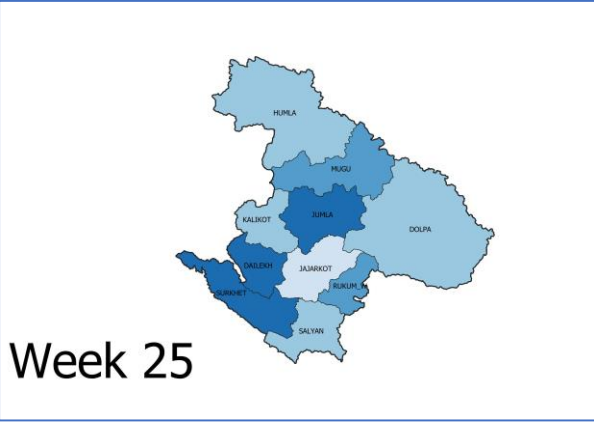 HUMLA
MUGU
KALIKOT
JUMLA
DOLPA
DAILEKH
JAJARKOT
SURKHET
RUKUM_W
SALYAN
Week 25